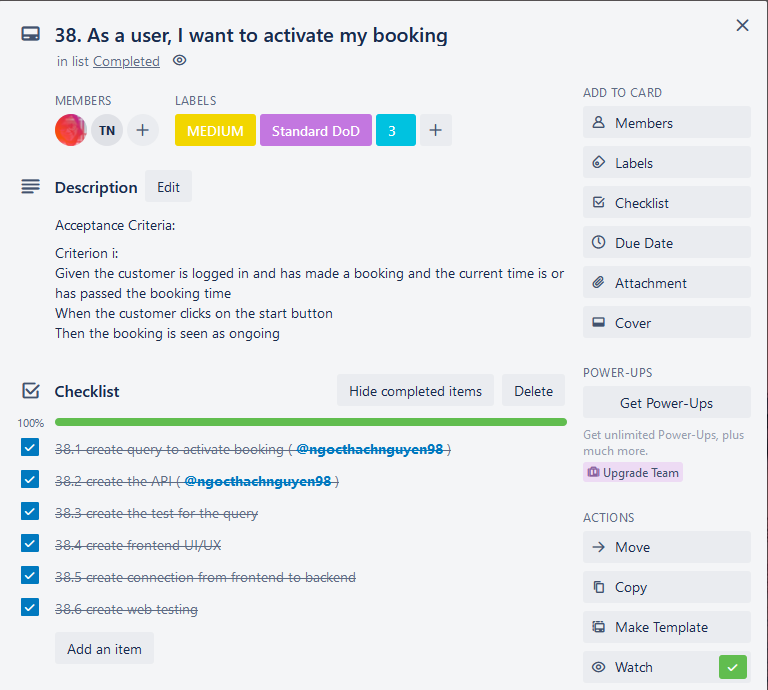 38. As a user, I want to activate my booking
in list Completed
MEMBERS
LABELS
TN
MEDIUM
Standard DoD
3
Description
Edit
Acceptance Criteria:
Criterion i:
Given the customer is logged in and has made a booking and the current time is or
has passed the booking time
When the customer clicks on the start button
Then the booking is seen as ongoing
Checklist
Hide completed items
Delete
100%
38.1 create query to activate booking ( @ngocthachnguyen98 )
38.2 create the API ( @ngocthachnguyen98 )
38.3 create the test for the query
38.4 create frontend UI/UX
38.5 create connection from frontend to backend
38.6 create web testing
Add an item
ADD TO CARD
Members
Labels
Checklist
Due Date
Attachment
Cover
POWER-UPS
Get Power-Ups
Get unlimited Power-Ups, plus
much more.
Upgrade Team
ACTIONS
Move
Copy
Make Template
Watch